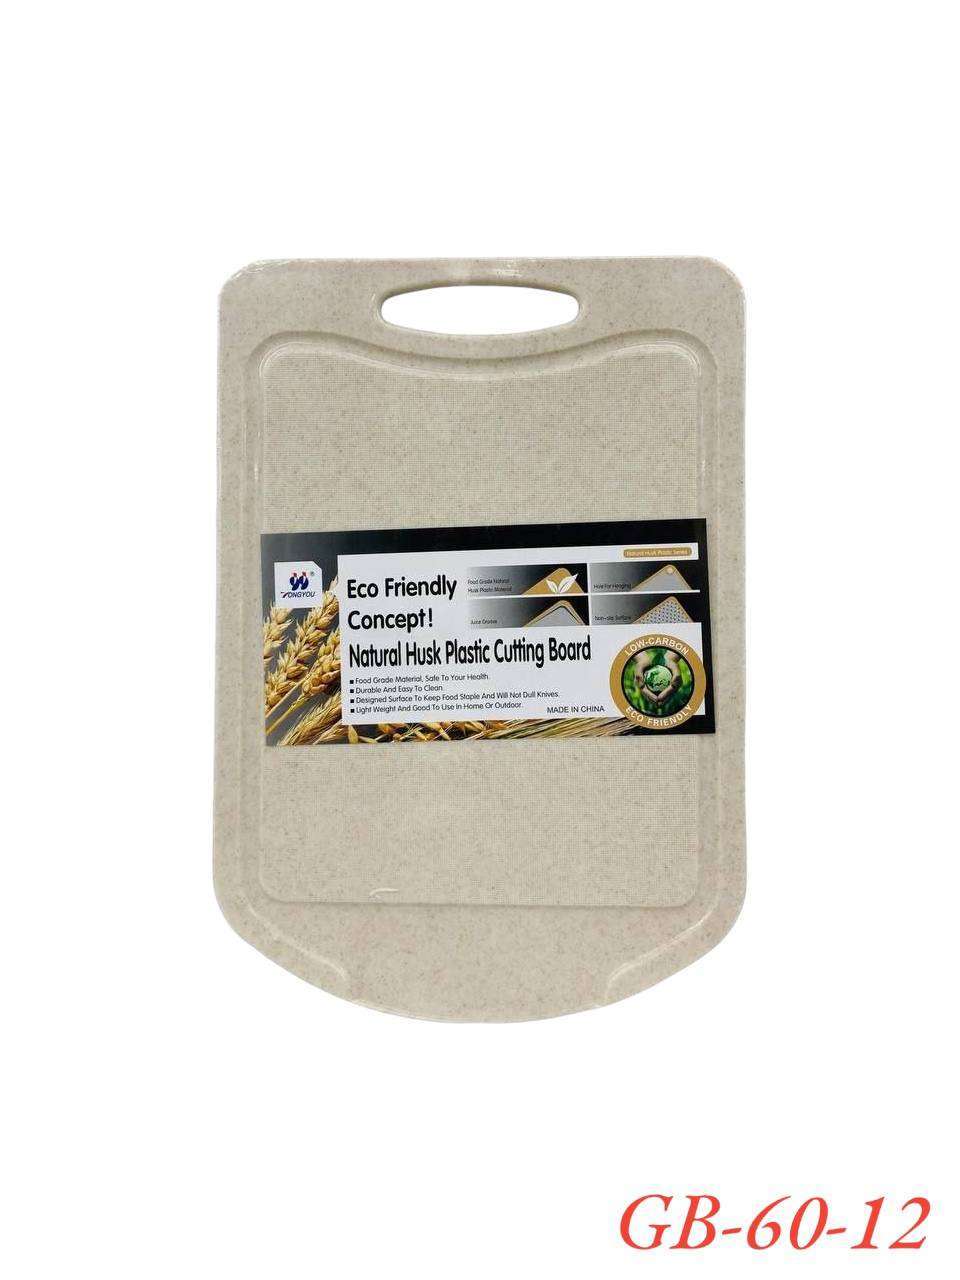 Natural Husk Plastic Series
YONGYOU
®
Eco Friendly
Concept!
Food Grade Natural
Husk Plastic Material
Hole For Hanging
Juice Groove
Non-slip Surface
Natural Husk Plastic Cutting Board
LOW-CARBON
ECO FRIENDLY
■ Food Grade Material, Safe To Your Health.
■ Durable And Easy To Clean.
■ Designed Surface To Keep Food Staple And Will Not Dull Knives.
■ Light Weight And Good To Use In Home Or Outdoor.
MADE IN CHINA
GB-60-12